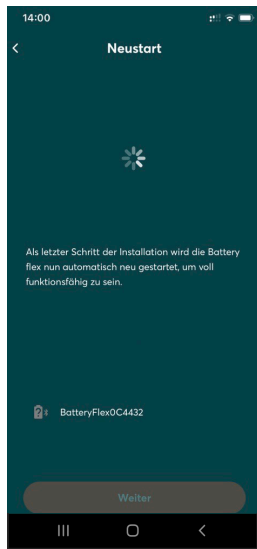 14:00
Neustart
Als letzter Schritt der Installation wird die Battery
flex nun automatisch neu gestartet, um voll
funktionsfähig zu sein.
BatteryFlex0C4432
Weiter